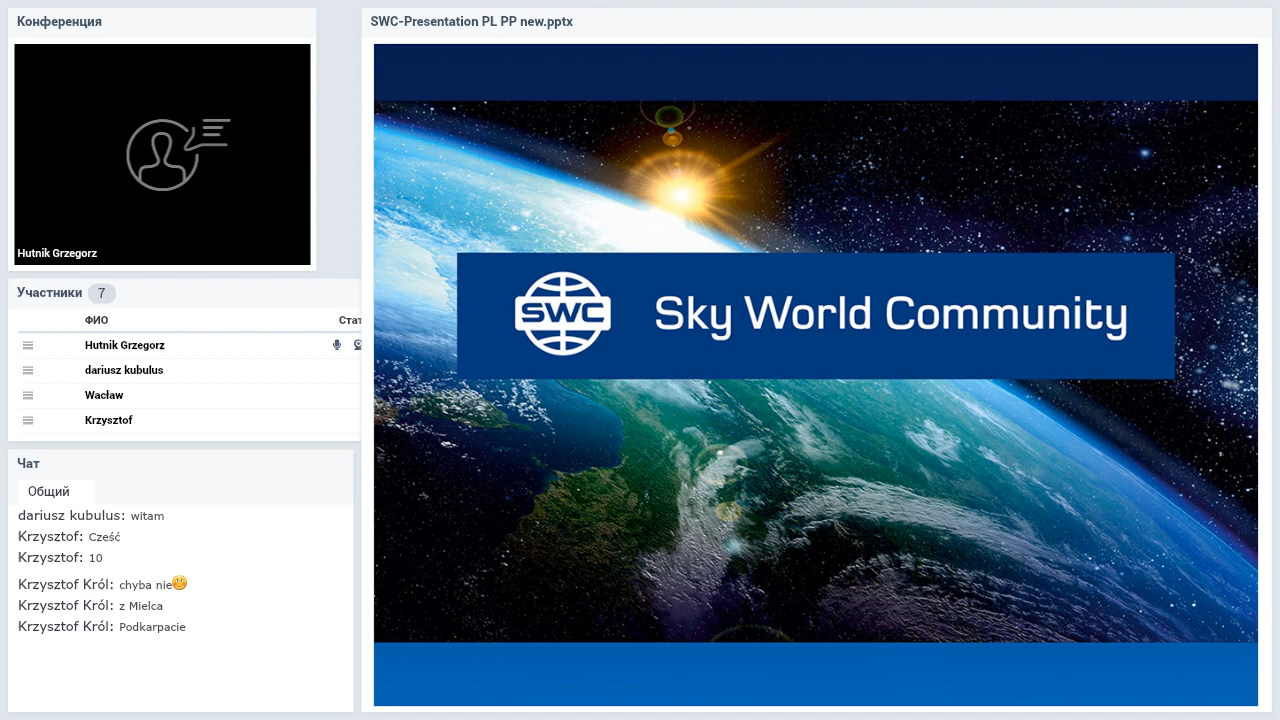 Конференция
Hutnik Grzegorz
Участники 7
ФИО Стат
Hutnik Grzegorz
dariusz kubulus
Wacław
Krzysztof
Чат
Общий
dariusz kubulus: witam
Krzysztof: Cześć
Krzysztof: 10
Krzysztof Król: chyba nie
Krzysztof Król: z Mielca
Krzysztof Król: Podkarpacie
SWC-Presentation PL PP new.pptx
SWC Sky World Community